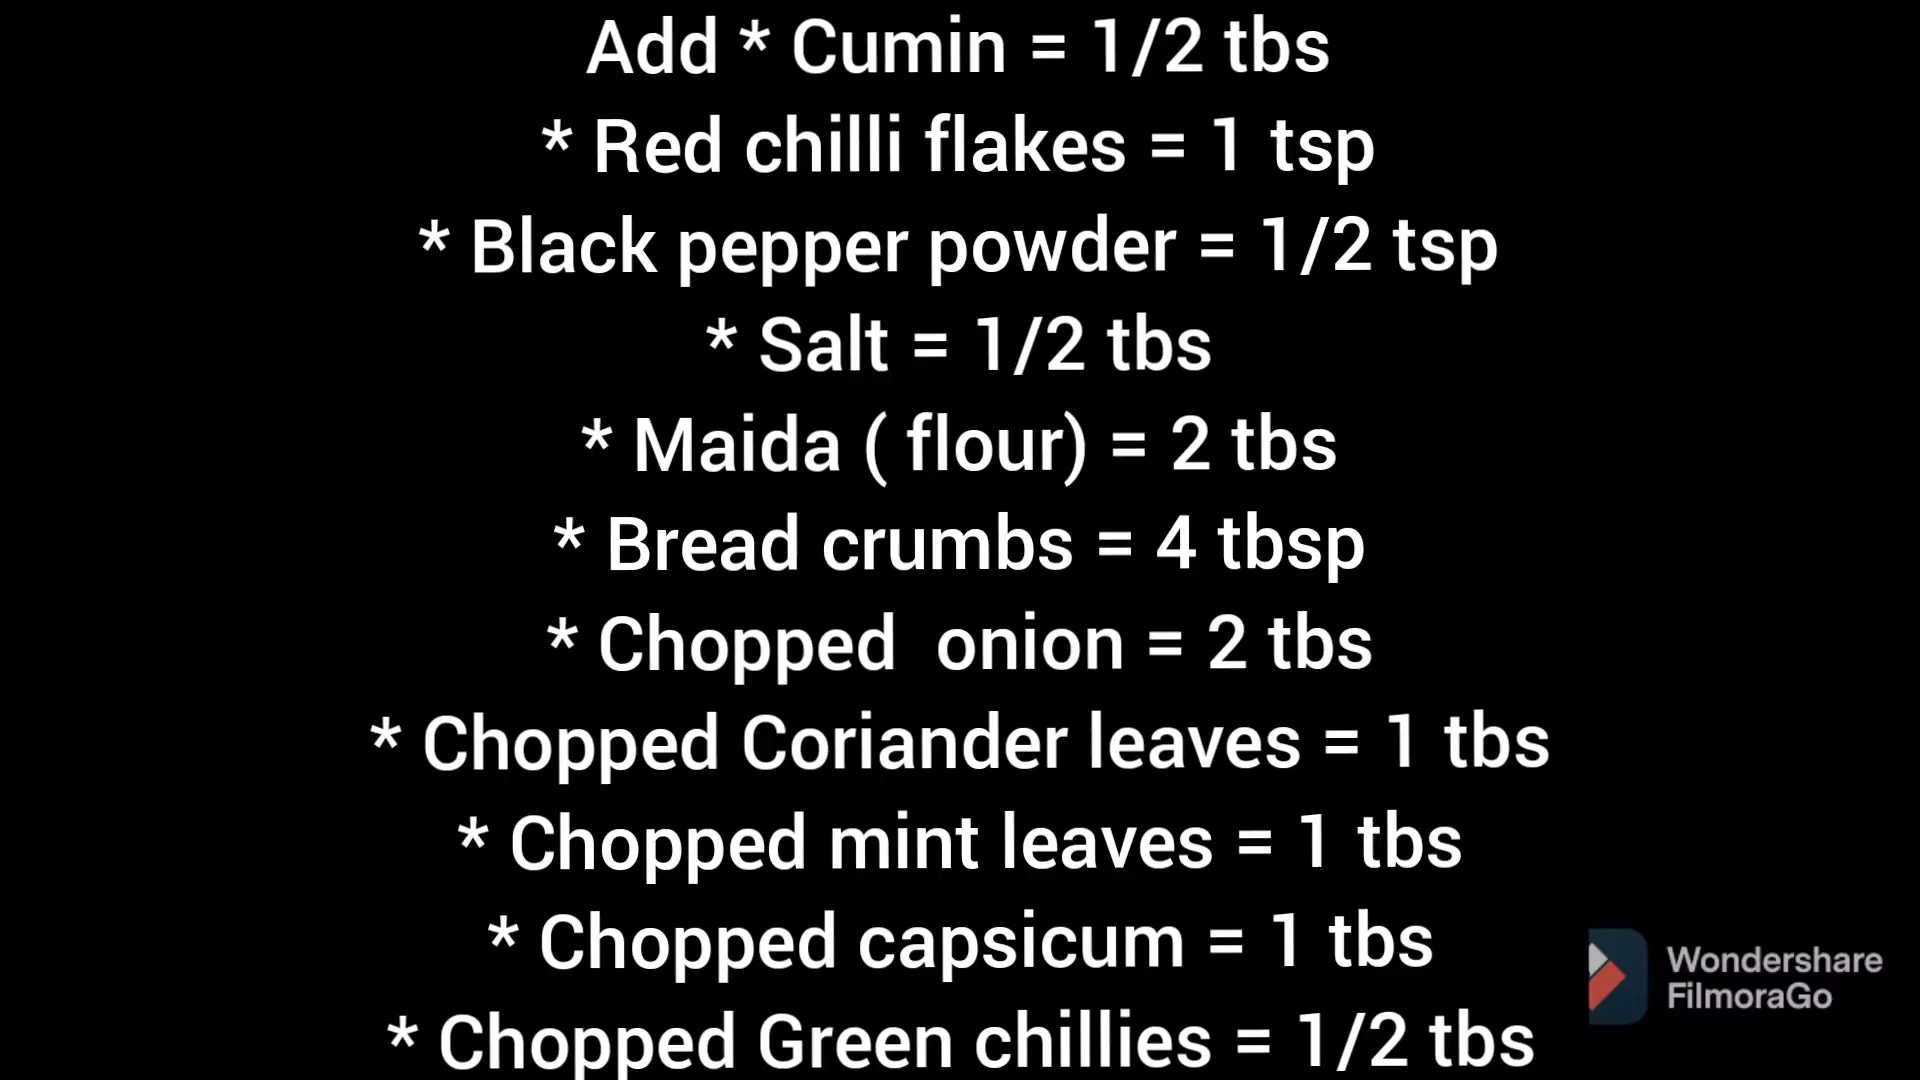 Add * Cumin = 1/2 tbs
* Red chilli flakes = 1 tsp
* Black pepper powder = 1/2 tsp
* Salt = 1/2 tbs
* Maida ( flour) = 2 tbs
* Bread crumbs = 4 tbsp
* Chopped  onion = 2 tbs
* Chopped Coriander leaves = 1 tbs
* Chopped mint leaves = 1 tbs
* Chopped capsicum = 1 tbs
* Chopped Green chillies = 1/2 tbs
Wondershare
FilmoraGo